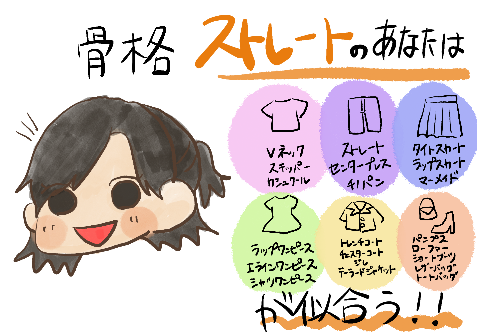 骨格 ストレートのあなたは
Vネック
スキッパー
カシュクール
ストレート
センタープレス
チノパン
タイトスカート
ラップスカート
マーメイド
ラップワンピース
Iラインワンピース
シャツワンピース
トレンチコート
チェスターコート
ジレ
テーラードジャケット
パンプス
ローファー
ショートブーツ
レザーバッグ
トートバッグ
が似合う!!